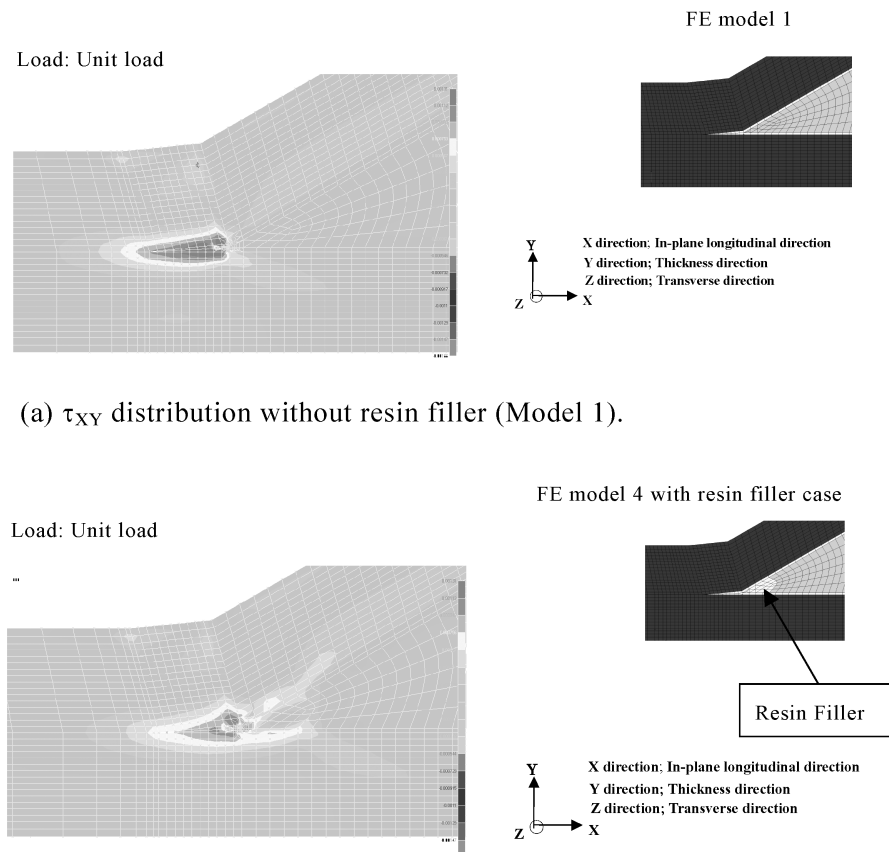 FE model 1
Load: Unit load
Y
X direction; In-plane longitudinal direction
Y direction; Thickness direction
Z direction; Transverse direction
Z
X
(a) τXY distribution without resin filler (Model 1).
FE model 4 with resin filler case
Load: Unit load
Resin Filler
Y
X direction; In-plane longitudinal direction
Y direction; Thickness direction
Z direction; Transverse direction
Z
X